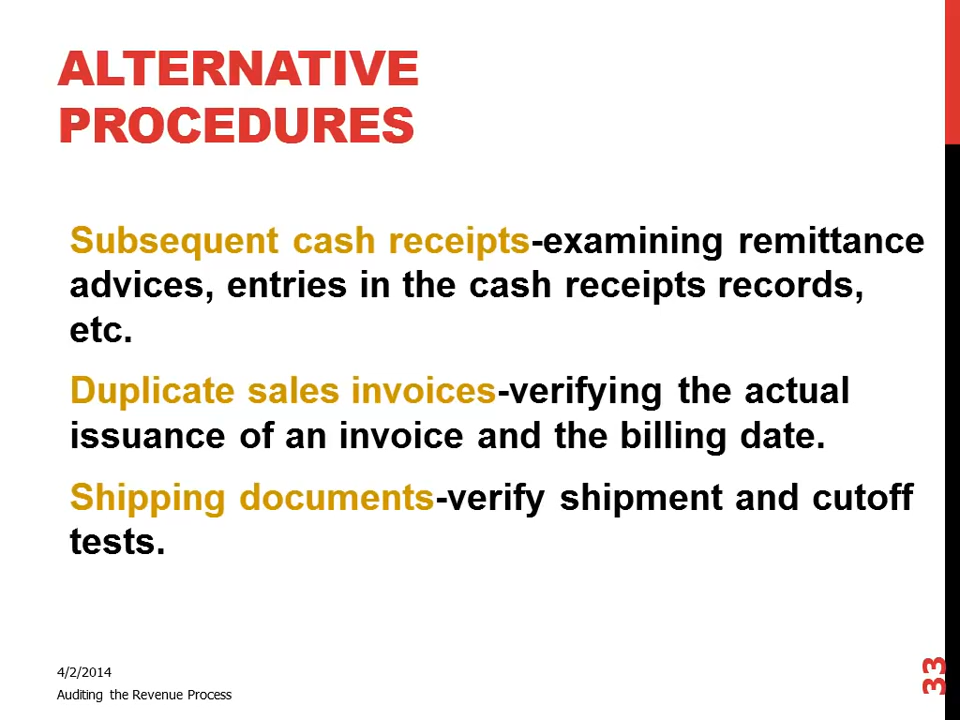 ALTERNATIVE
PROCEDURES
Subsequent cash receipts-examining remittance
advices, entries in the cash receipts records,
etc.
Duplicate sales invoices-verifying the actual
issuance of an invoice and the billing date.
Shipping documents-verify shipment and cutoff
tests.
4/2/2014
Auditing the Revenue Process
33